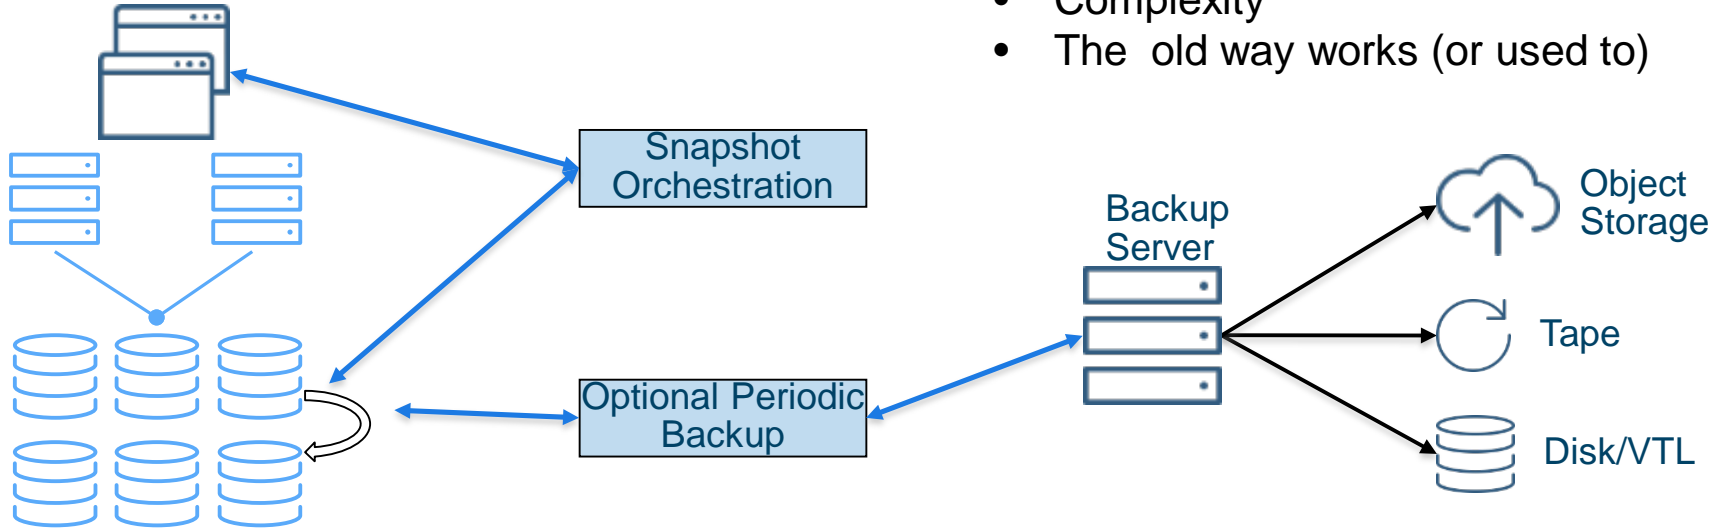 • Complexity
• The  old way works (or used to)
Snapshot
Orchestration
Backup
Server
Object
Storage
Tape
Optional Periodic
Backup
Disk/VTL